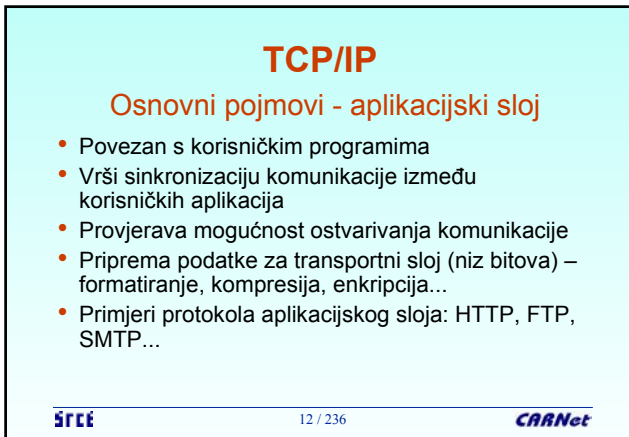 TCP/IP
Osnovni pojmovi - aplikacijski sloj
• Povezan s korisničkim programima
• Vrši sinkronizaciju komunikacije između
korisničkih aplikacija
• Provjerava mogućnost ostvarivanja komunikacije
• Priprema podatke za transportni sloj (niz bitova) –
formatiranje, kompresija, enkripcija...
• Primjeri protokola aplikacijskog sloja: HTTP, FTP,
SMTP...
srce 12 / 236 CARNet